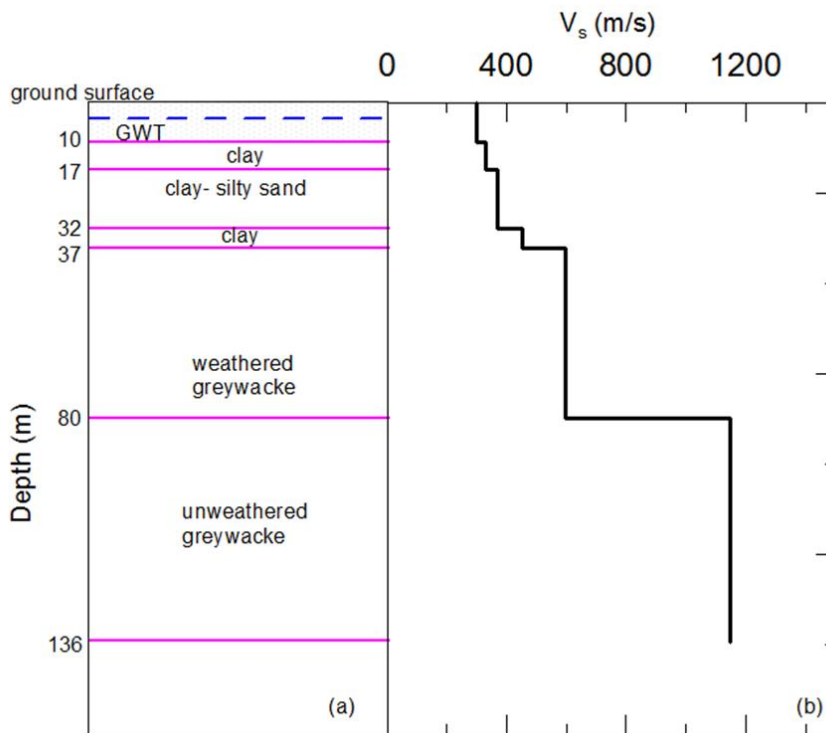 Vs (m/s)
0 400 800 1200
ground surface
GWT
10
clay
17
clay- silty sand
32
clay
37
weathered
greywacke
80
Depth (m)
unweathered
greywacke
136
(a) (b)